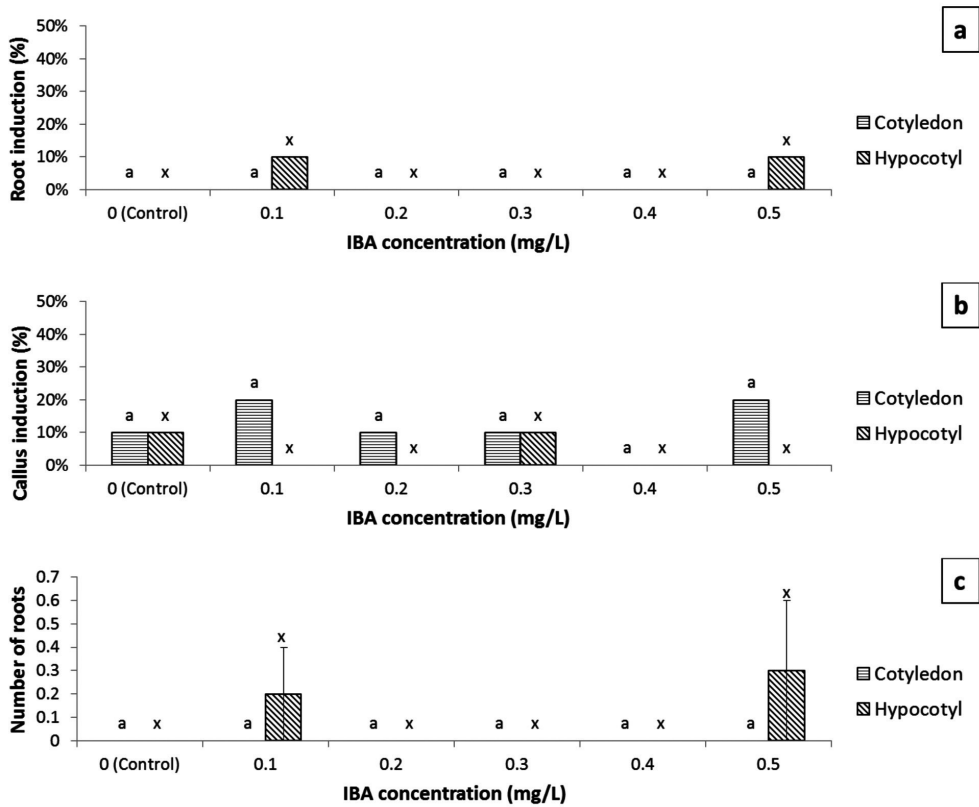 a
50%
40%
30%
20%
10%
0%
Root induction (%)
a x a x a x a x a x a x
0 (Control) 0.1 0.2 0.3 0.4 0.5
IBA concentration (mg/L)
Cotyledon
Hypocotyl
b
50%
40%
30%
20%
10%
0%
Callus induction (%)
a x a x a x a x a x a x
0 (Control) 0.1 0.2 0.3 0.4 0.5
IBA concentration (mg/L)
Cotyledon
Hypocotyl
c
0.7
0.6
0.5
0.4
0.3
0.2
0.1
0
Number of roots
a x a x a x a x a x a x
0 (Control) 0.1 0.2 0.3 0.4 0.5
IBA concentration (mg/L)
Cotyledon
Hypocotyl